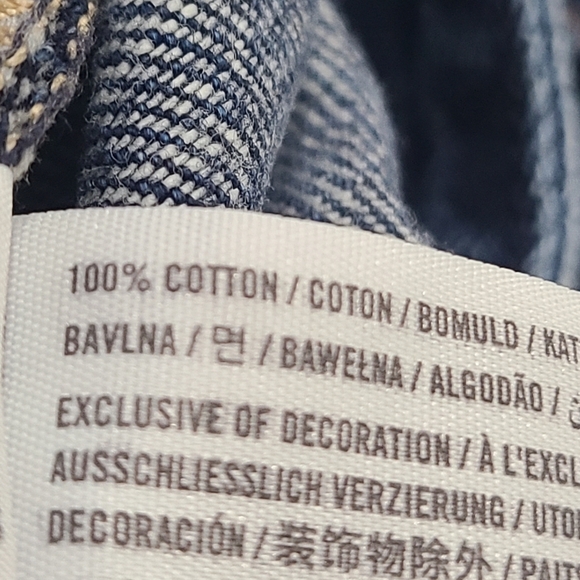 100% COTTON / COTON / BOMULD / KAT
BAVLNA / 면 / BAWEŁNA / ALGODÃO /
EXCLUSIVE OF DECORATION / À L'EXCL
AUSSCHLIESSLICH VERZIERUNG / UTO
DECORACIÓN / 装飾物除外 / PAIT